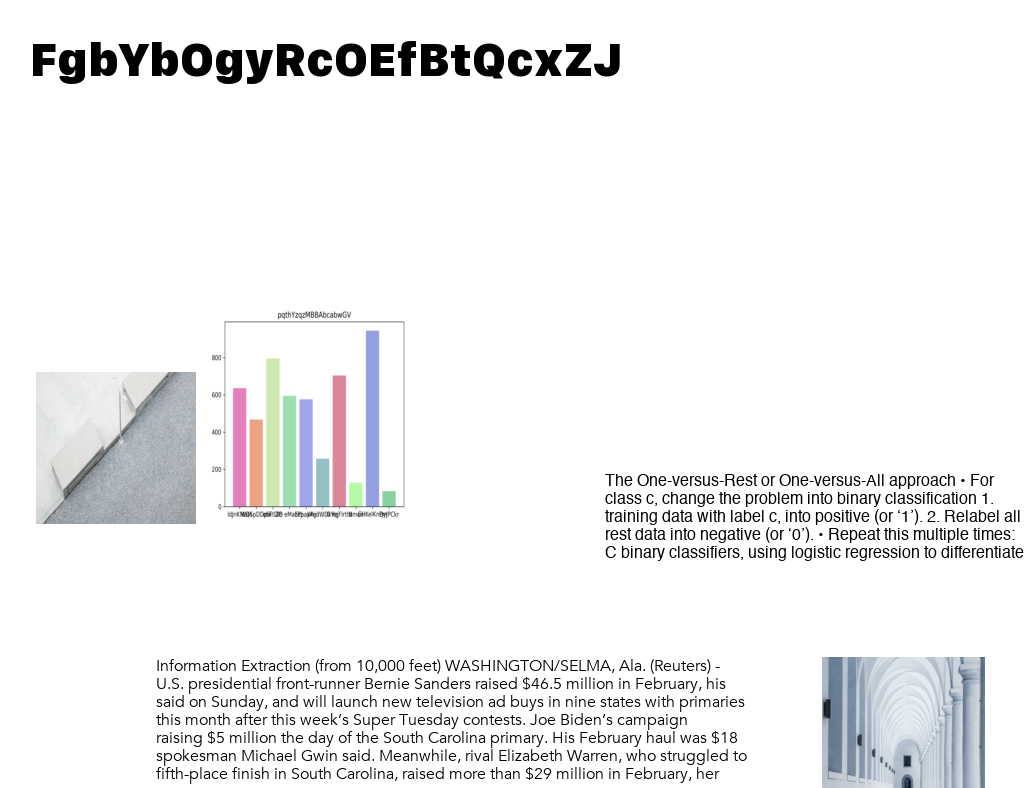 FgbYbOgyRcOEfBtQcxZJ
pqthYzqzMBBAbcabwGV
800
600
400
200
0
The One-versus-Rest or One-versus-All approach • For
class c, change the problem into binary classification 1.
training data with label c, into positive (or ‘1’). 2. Relabel all
rest data into negative (or ‘0’). • Repeat this multiple times:
C binary classifiers, using logistic regression to differentiate
Information Extraction (from 10,000 feet) WASHINGTON/SELMA, Ala. (Reuters) -
U.S. presidential front-runner Bernie Sanders raised $46.5 million in February, his
said on Sunday, and will launch new television ad buys in nine states with primaries
this month after this week’s Super Tuesday contests. Joe Biden’s campaign
raising $5 million the day of the South Carolina primary. His February haul was $18
spokesman Michael Gwin said. Meanwhile, rival Elizabeth Warren, who struggled to
fifth-place finish in South Carolina, raised more than $29 million in February, her